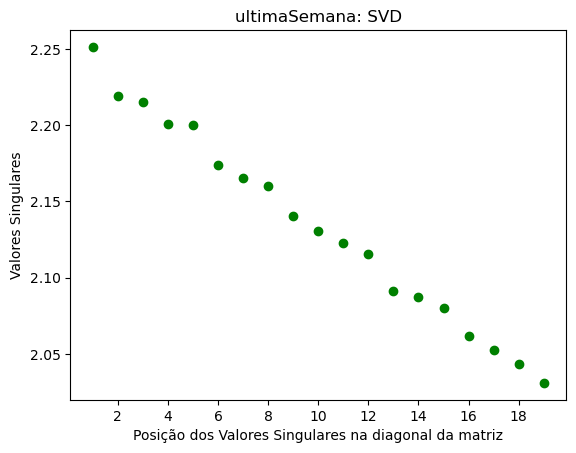 ultimaSemana: SVD
Valores Singulares
2.25
2.20
2.15
2.10
2.05
2 4 6 8 10 12 14 16 18
Posição dos Valores Singulares na diagonal da matriz